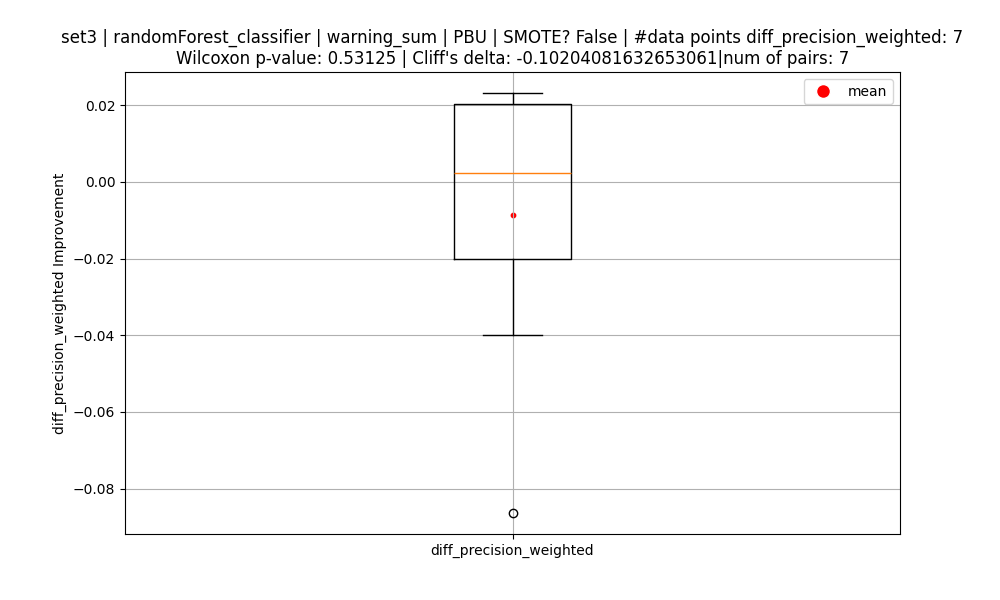 set3 | randomForest_classifier | warning_sum | PBU | SMOTE? False | #data points diff_precision_weighted: 7
Wilcoxon p-value: 0.53125 | Cliff's delta: -0.10204081632653061|num of pairs: 7
mean
0.02
0.00
−0.02
−0.04
−0.06
−0.08
diff_precision_weighted Improvement
diff_precision_weighted